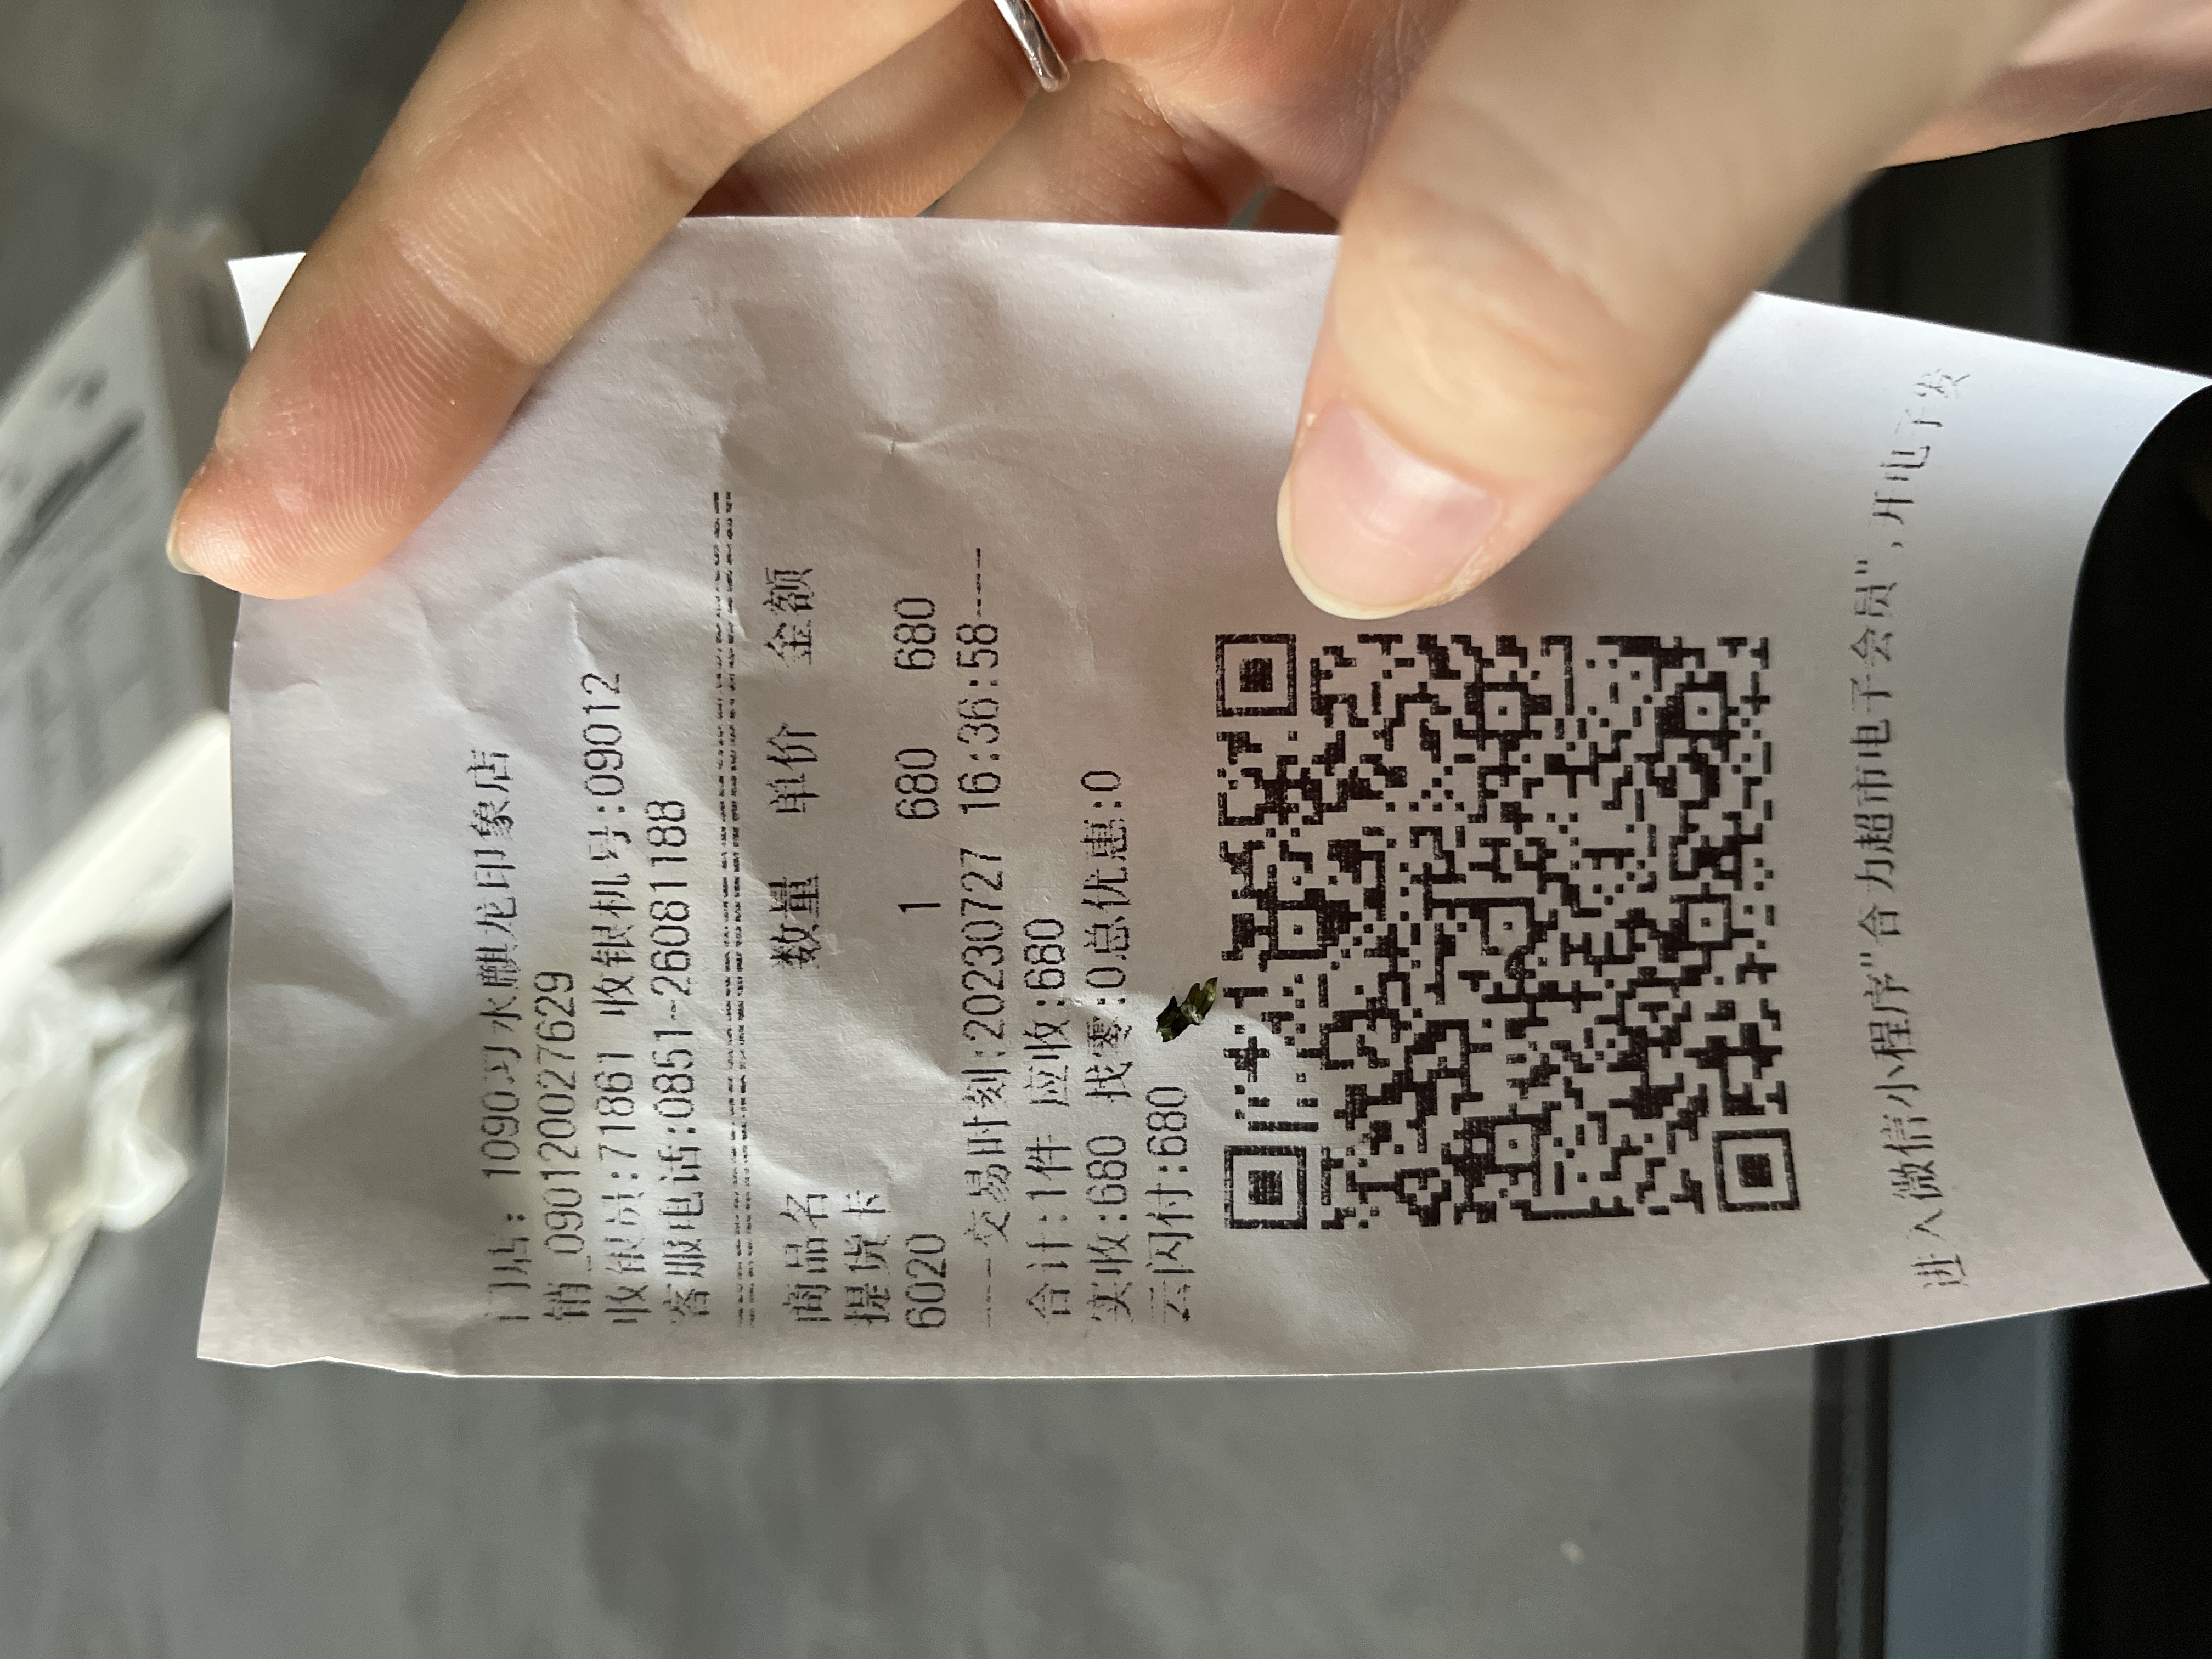 门店: 1090习水麒龙印象店
销_0901200027629
收银员:71861 收银机号:09012
客服电话:0851-26081188
商品名 数量 单价 金额
提货卡
6020 1 680 680
----交易时刻:20230727 16:36:58----
合计:1件 应收:680
实收:680 找零:0总优惠:0
云闪付:680
进入微信小程序"合力超市电子会员",开电子发